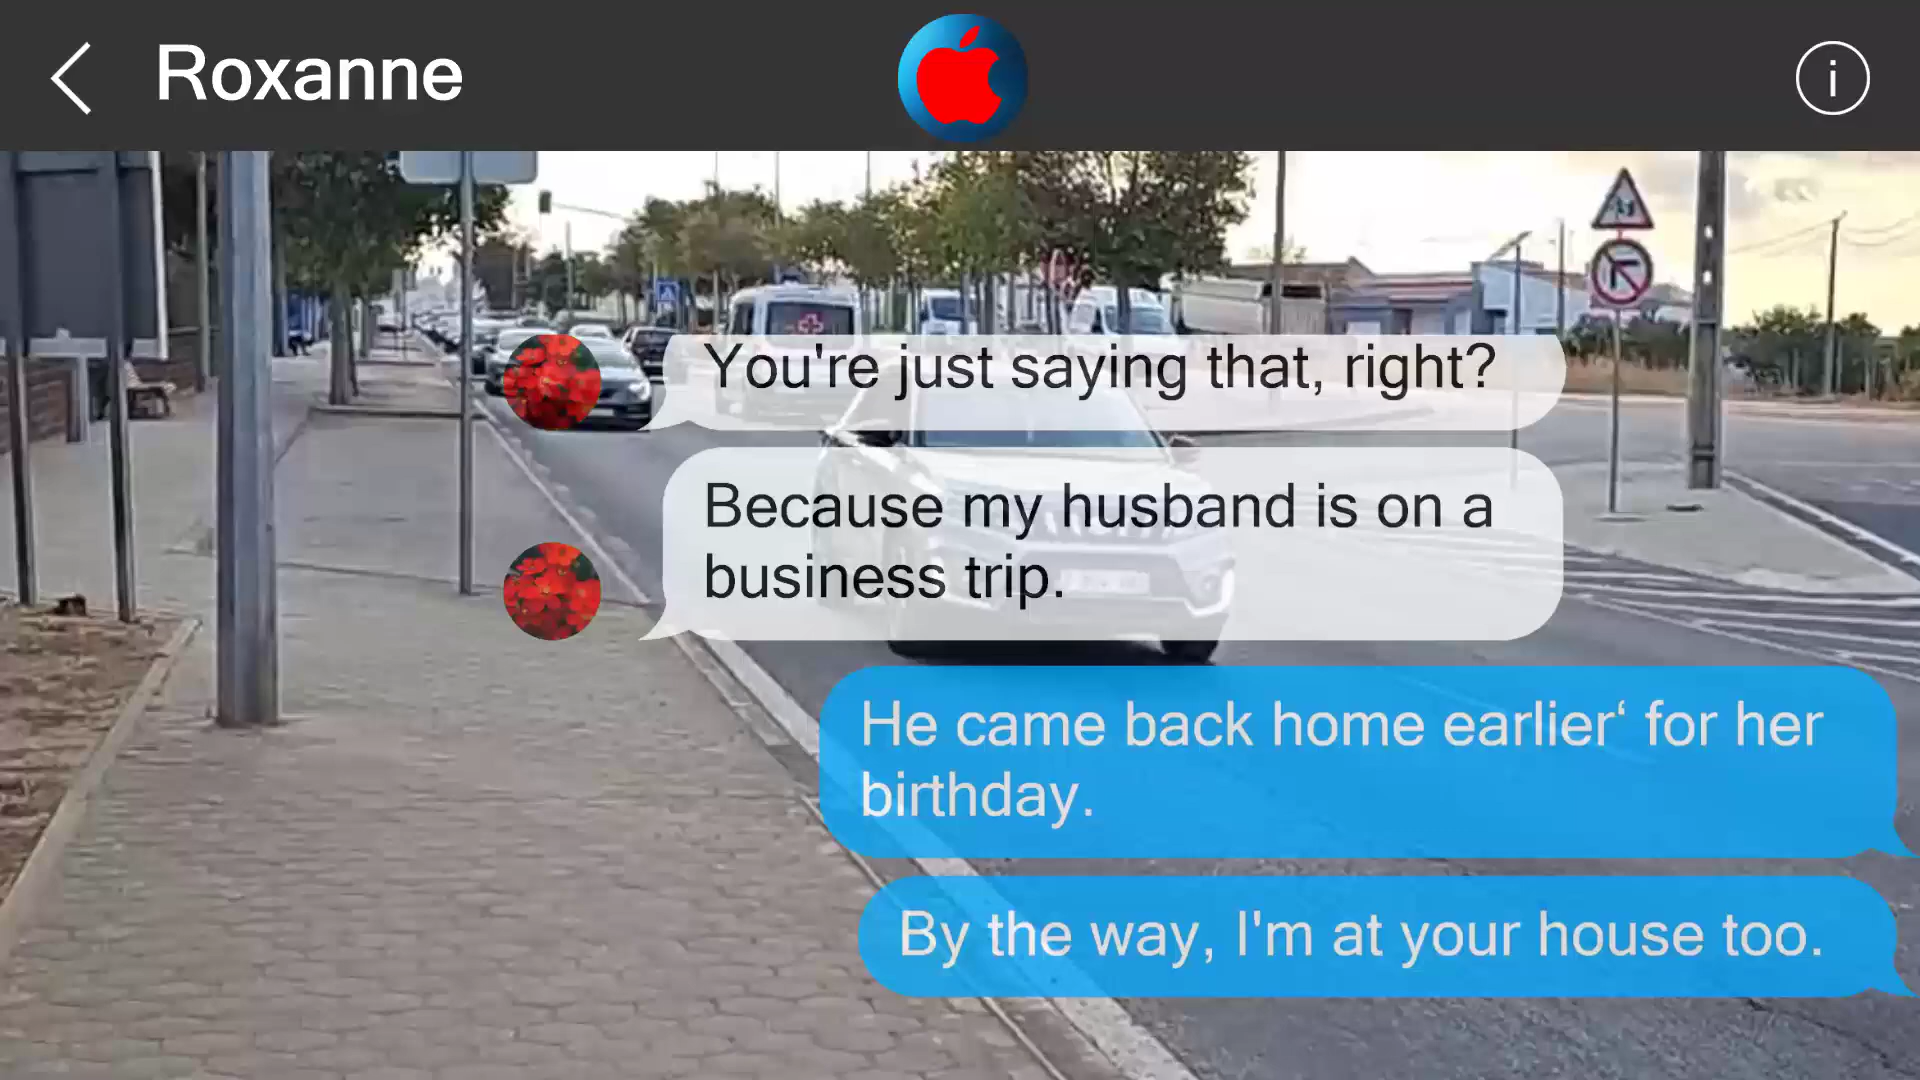 Roxanne
You're just saying that, right?
Because my husband is on a
business trip.
He came back home earlier‘ for her
birthday.
By the way, I'm at your house too.